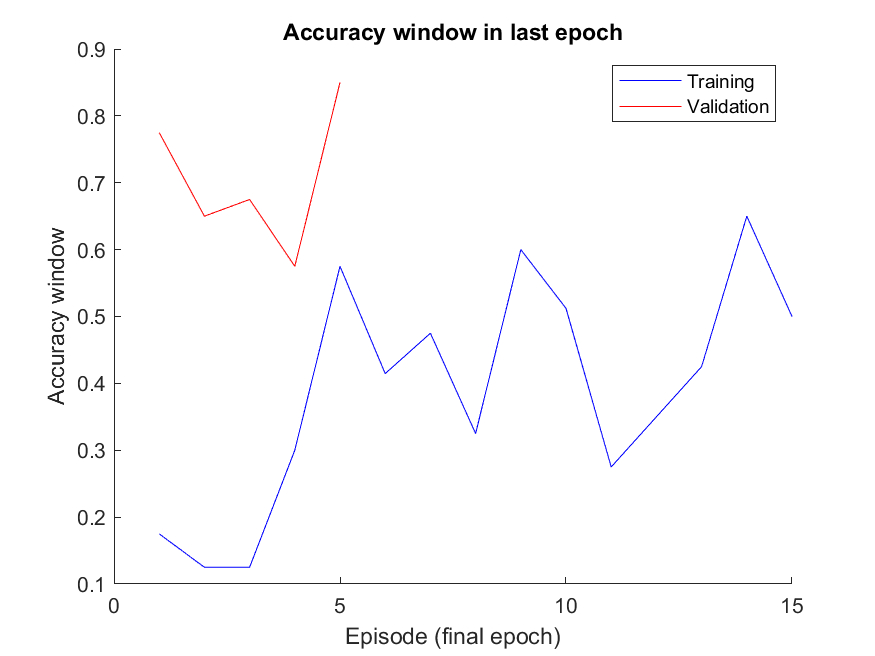 Accuracy window in last epoch
0.9
0.8
0.7
0.6
0.5
0.4
0.3
0.2
0.1
Accuracy window
Training
Validation
0 5 10 15
Episode (final epoch)